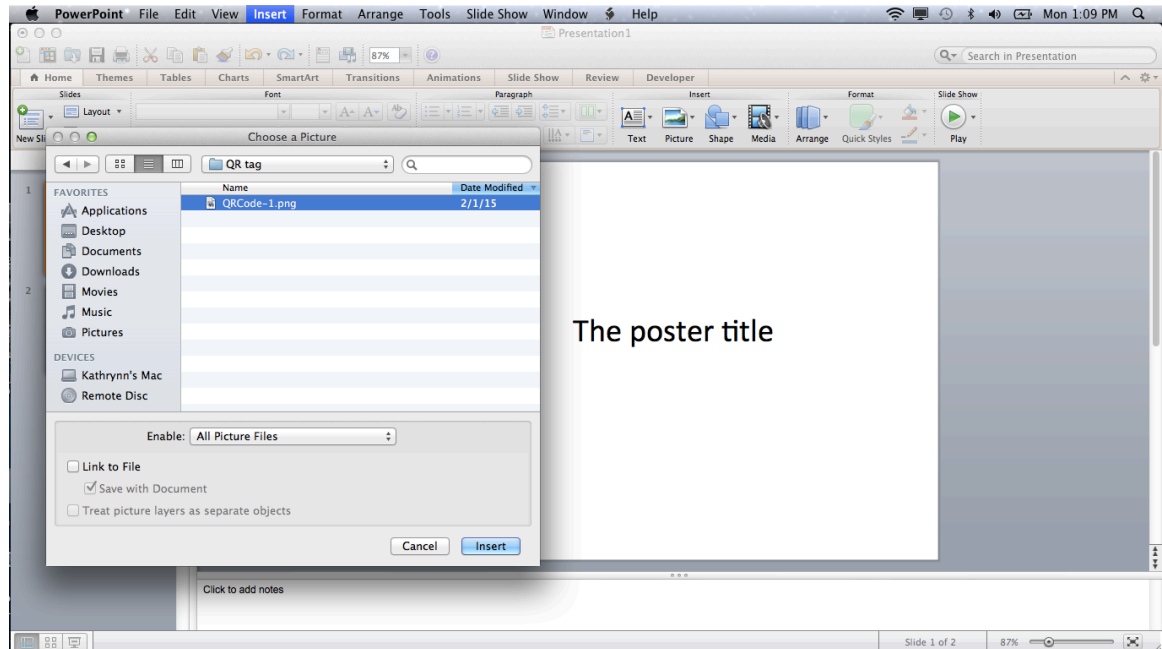 PowerPoint File Edit View Insert Format Arrange Tools Slide Show Window Help Mon 1:09 PM
Presentation1
87% Search in Presentation
Home Themes Tables Charts SmartArt Transitions Animations Slide Show Review Developer
Slides Font Paragraph Insert Format Slide Show
Layout
New Sli Text Picture Shape Media Arrange Quick Styles Play
Choose a Picture
QR tag
FAVORITES
Applications
Desktop
Documents
Downloads
Movies
Music
Pictures
DEVICES
Kathrynn's Mac
Remote Disc
Name Date Modified
QRCode-1.png 2/1/15
Enable: All Picture Files
Link to File
Save with Document
Treat picture layers as separate objects
Cancel Insert
1
2
The poster title
Click to add notes
Slide 1 of 2 87%